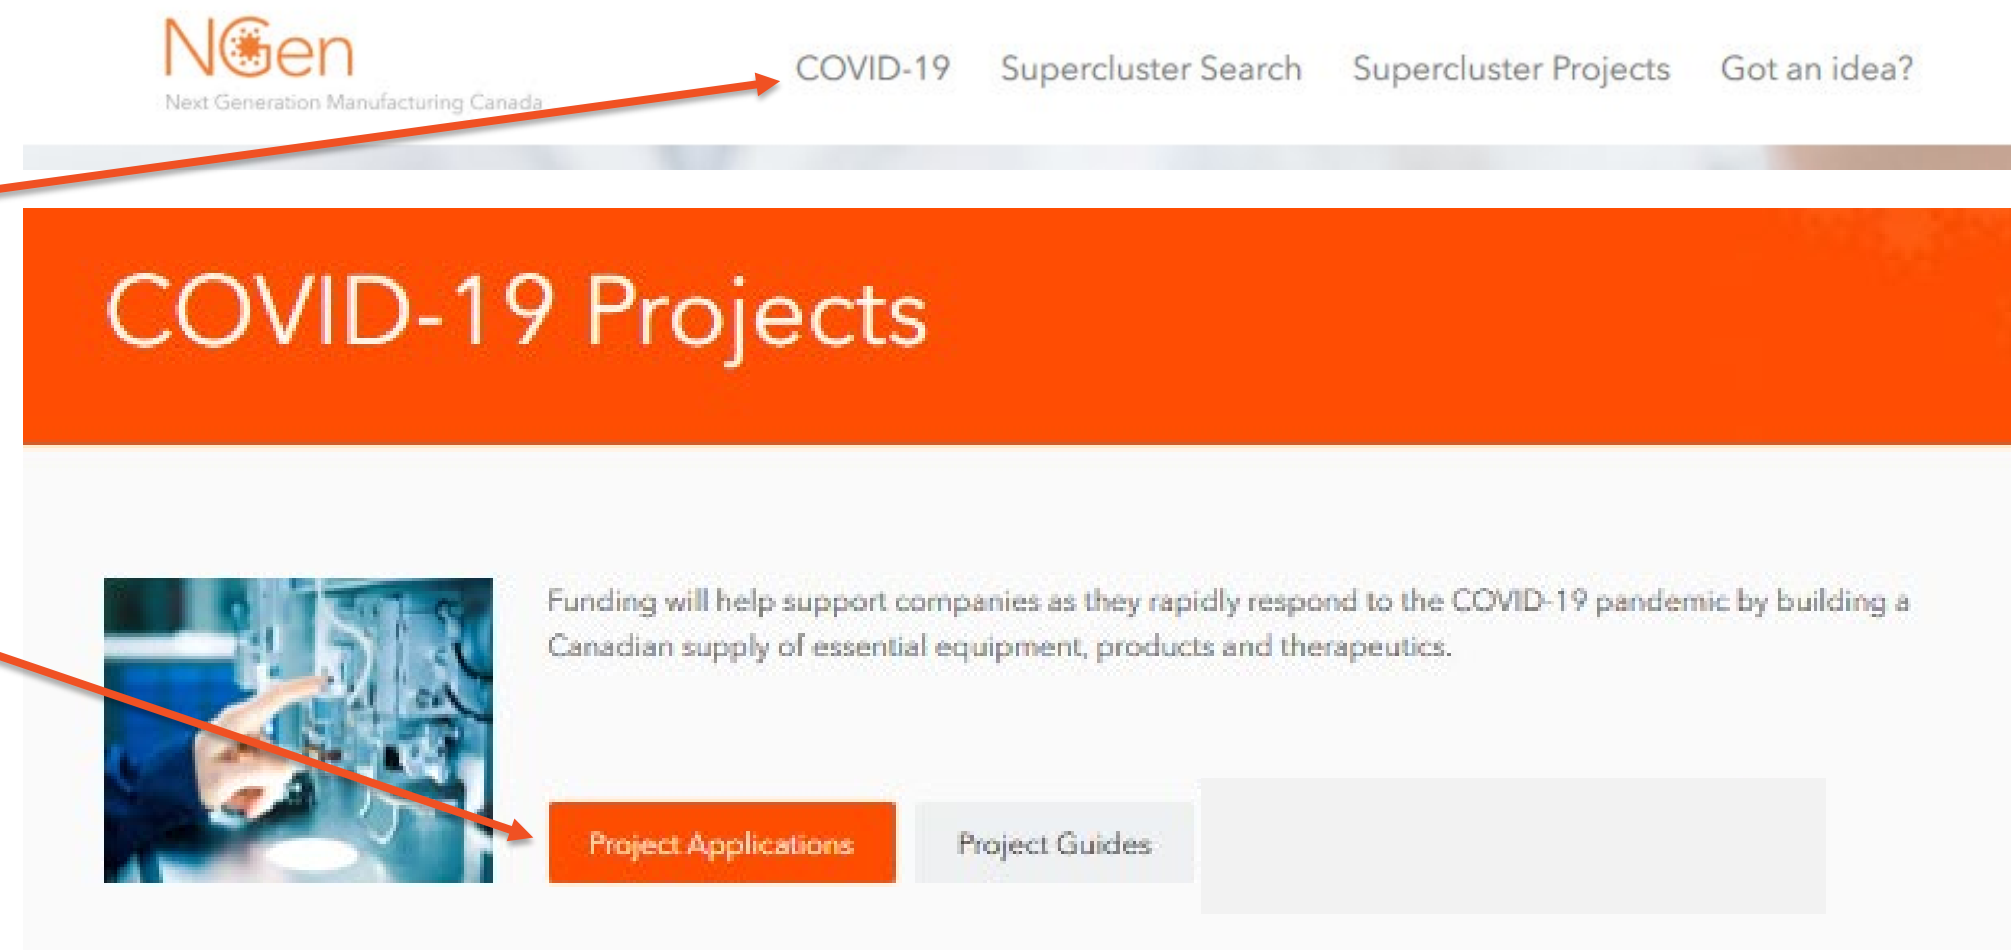 NGen
Next Generation Manufacturing Canada
COVID-19 Supercluster Search Supercluster Projects Got an idea?
COVID-19 Projects
Funding will help support companies as they rapidly respond to the COVID-19 pandemic by building a
Canadian supply of essential equipment, products and therapeutics.
Project Applications Project Guides